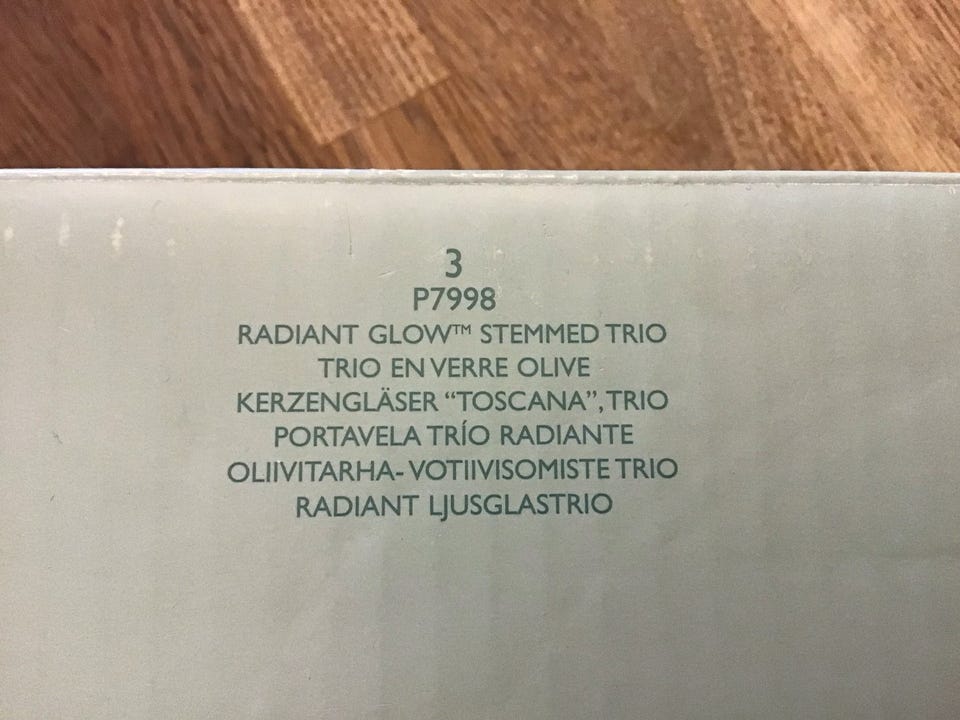 3
P7998
RADIANT GLOW™ STEMMED TRIO
TRIO EN VERRE OLIVE
KERZENGLÄSER “TOSCANA”, TRIO
PORTAVELA TRÍO RADIANTE
OLIIVITARHA- VOTIIVISOMISTE TRIO
RADIANT LJUSGLASTRIO